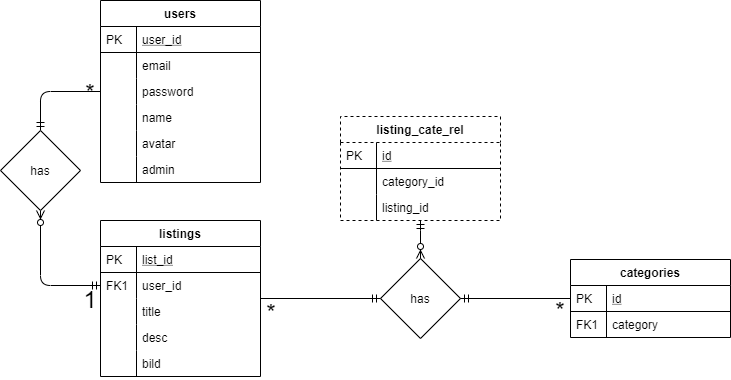 users
PK user_id
email
password
name
avatar
admin
*
has
listing_cate_rel
PK id
category_id
listing_id
listings
PK list_id
FK1 user_id
title
desc
bild
1
*
has
*
categories
PK id
FK1 category